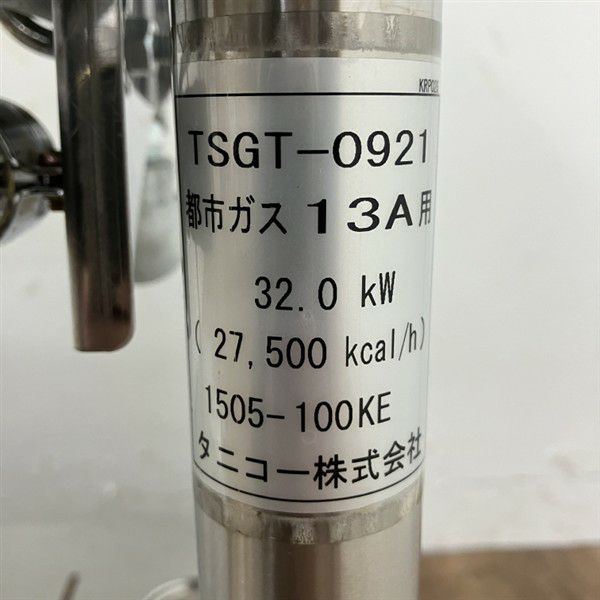 KRP02
TSGT-0921
都市ガス 13A用
32.0 kW
( 27,500 kcal/h)
1505-100KE
タニコー株式会社